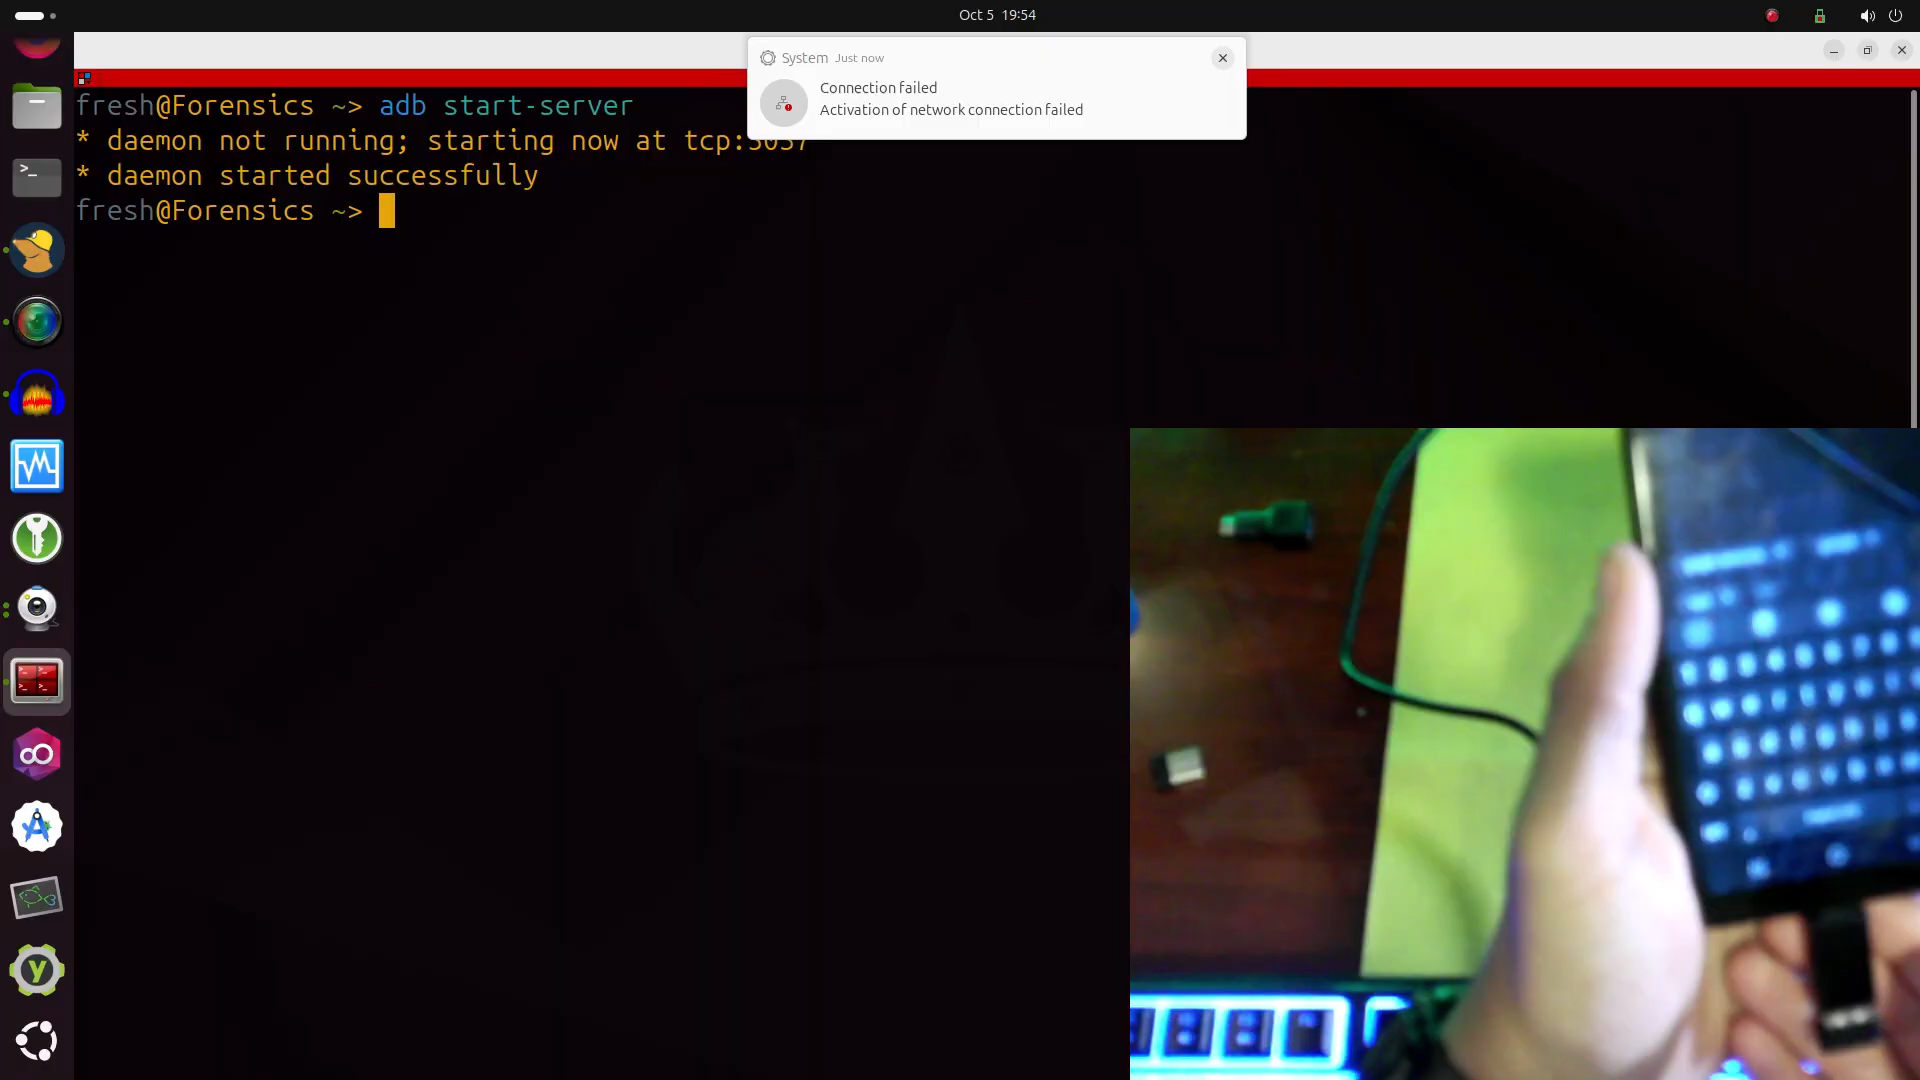 Oct 5 19:54
System Just now
Connection failed
Activation of network connection failed
fresh@Forensics ~> adb start-server
* daemon not running; starting now at tcp:5037
* daemon started successfully
fresh@Forensics ~>